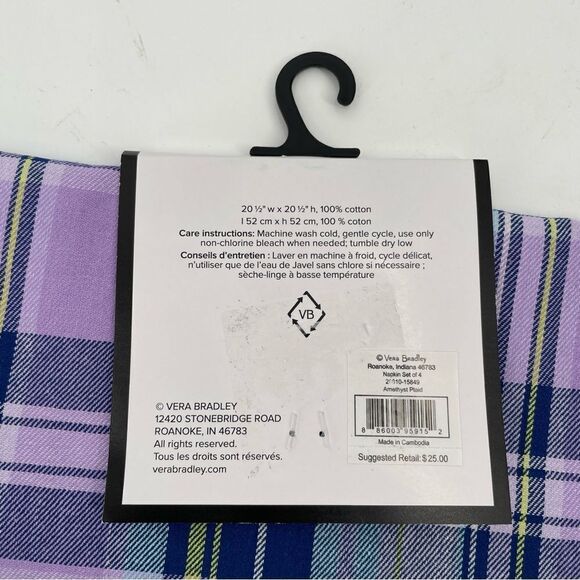 20 ½" w x 20 ½" h, 100% cotton
l 52 cm x h 52 cm, 100 % coton
Care instructions: Machine wash cold, gentle cycle, use only
non-chlorine bleach when needed; tumble dry low
Conseils d'entretien : Laver en machine à froid, cycle délicat,
n'utiliser que de l'eau de Javel sans chlore si nécessaire ;
sèche-linge à basse température
VB
© VERA BRADLEY
12420 STONEBRIDGE ROAD
ROANOKE, IN 46783
All rights reserved.
Tous les droits sont réservés.
verabradley.com
© Vera Bradley
Roanoke, Indiana 46783
Napkin Set of 4
Amethyst Plaid
8 86003 95915 2
Made in Cambodia
Suggested Retail: $25.00